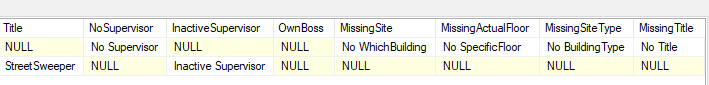 Title NoSupervisor InactiveSupervisor OwnBoss MissingSite MissingActualFloor MissingSiteType MissingTitle
NULL No Supervisor NULL NULL No WhichBuilding No SpecificFloor No BuildingType No Title
StreetSweeper NULL Inactive Supervisor NULL NULL NULL NULL NULL